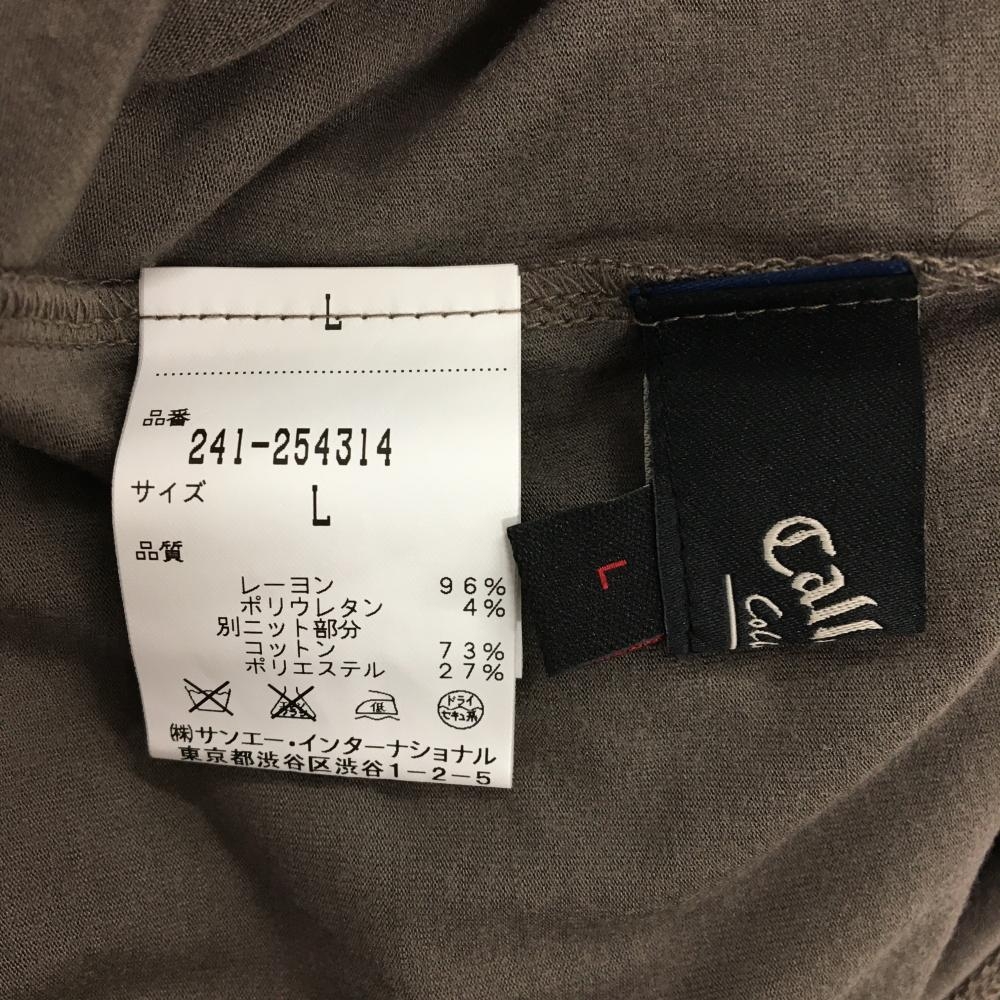 L
品番
241-254314
サイズ
L
品質
レーヨン 96%
ポリウレタン 4%
別ニット部分
コットン 73%
ポリエステル 27%
低
ドライ
セキユ系
㈱サンエー・インターナショナル
東京都渋谷区渋谷1-2-5
L